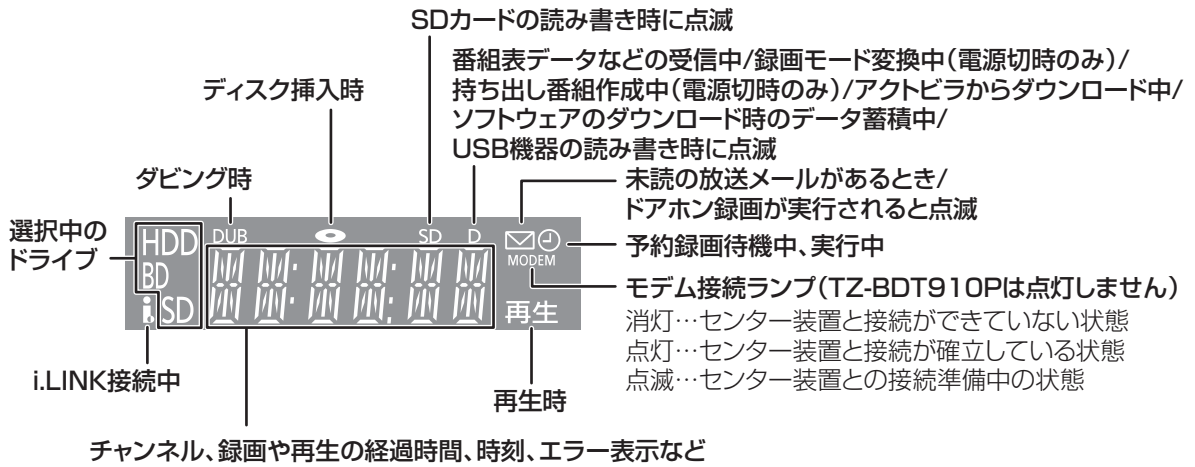 SDカードの読み書き時に点滅
番組表データなどの受信中/録画モード変換中(電源切時のみ)/
持ち出し番組作成中(電源切時のみ)/アクトビラからダウンロード中/
ソフトウェアのダウンロード時のデータ蓄積中/
USB機器の読み書き時に点滅
ディスク挿入時
ダビング時
未読の放送メールがあるとき/
ドアホン録画が実行されると点滅
選択中の
ドライブ
HDD
DUB
SD
D
予約録画待機中、実行中
BD
MODEM
モデム接続ランプ(TZ-BDT910Pは点灯しません)
i
SD
再生
消灯…センター装置と接続ができていない状態
点灯…センター装置と接続が確立している状態
点滅…センター装置との接続準備中の状態
i.LINK接続中
再生時
チャンネル、録画や再生の経過時間、時刻、エラー表示など